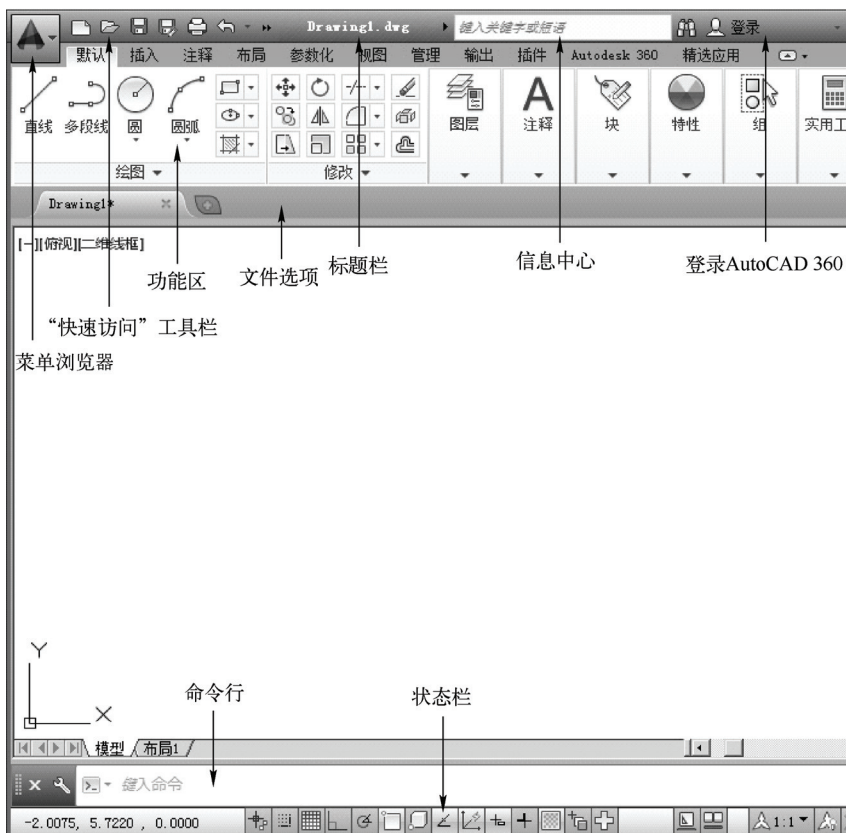 Drawing1.dwg 键入关键字或短语 登录
默认 插入 注释 布局 参数化 视图 管理 输出 插件 Autodesk 360 精选应用
直线 多段线 圆 圆弧 图层 注释 块 特性 组 实用工
绘图 修改
Drawing1*
[-][俯视][二维线框]
功能区 文件选项 标题栏 信息中心 登录AutoCAD 360
“快速访问”工具栏
菜单浏览器
Y
X
命令行 状态栏
模型 布局1
键入命令
-2.0075, 5.7220 , 0.0000 1:1